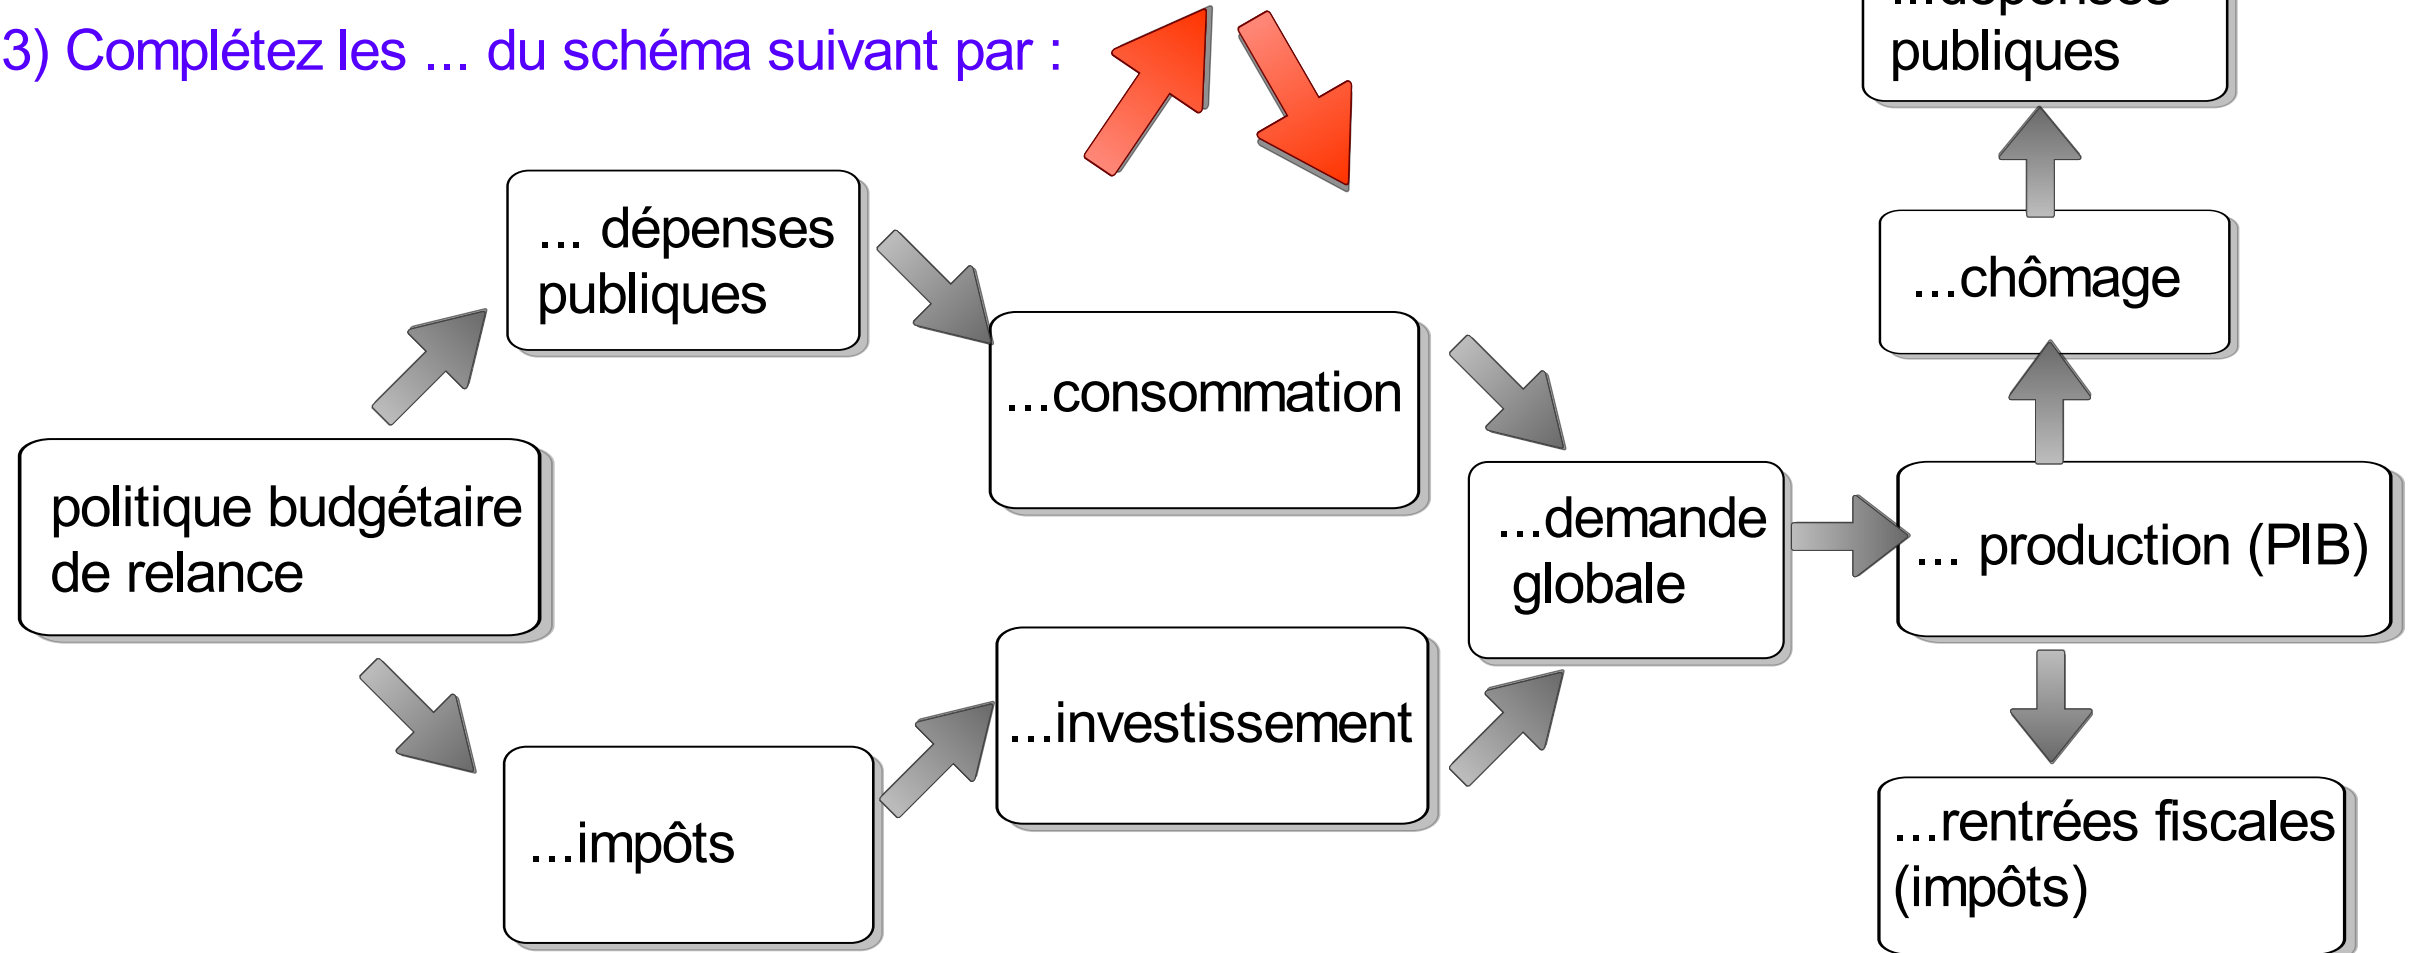 3) Complétez les ... du schéma suivant par :
...dépenses
publiques
... dépenses
publiques
...chômage
...consommation
politique budgétaire
de relance
...demande
globale
... production (PIB)
...investissement
...impôts
...rentrées fiscales
(impôts)